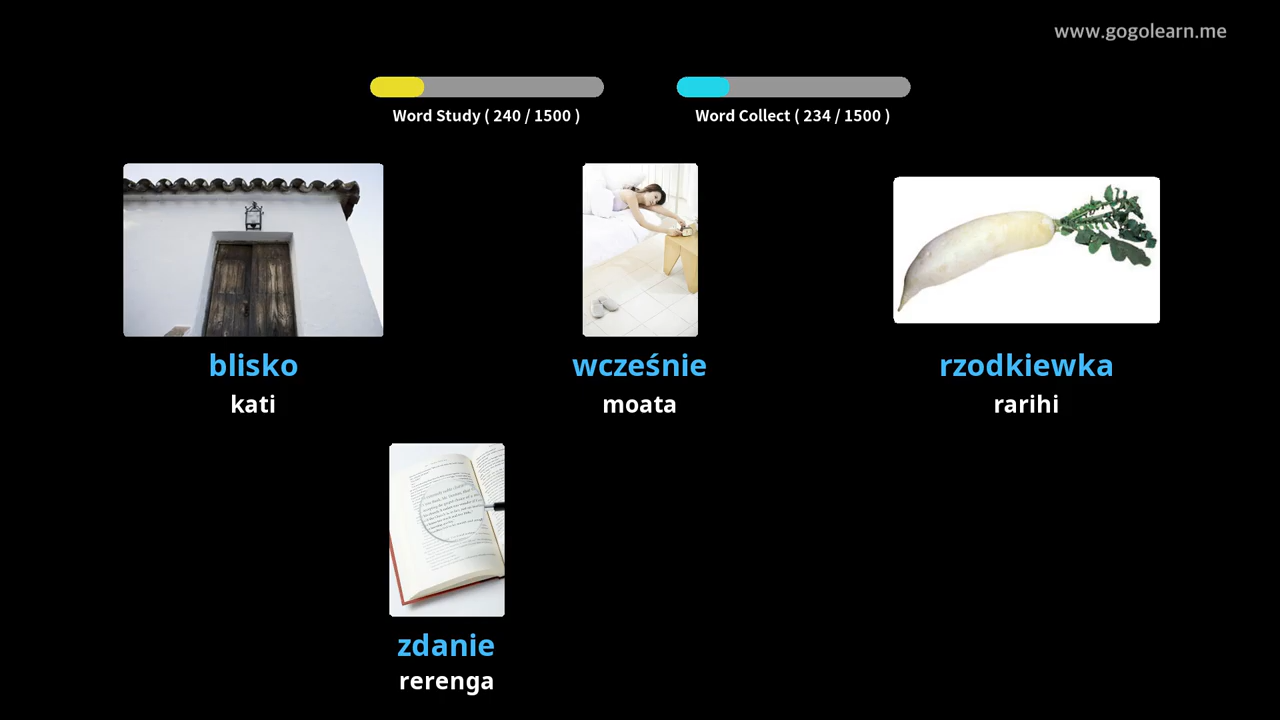 www.gogolearn.me
Word Study ( 240 / 1500 )
Word Collect ( 234 / 1500 )
blisko
kati
wcześnie
moata
rzodkiewka
rarihi
zdanie
rerenga